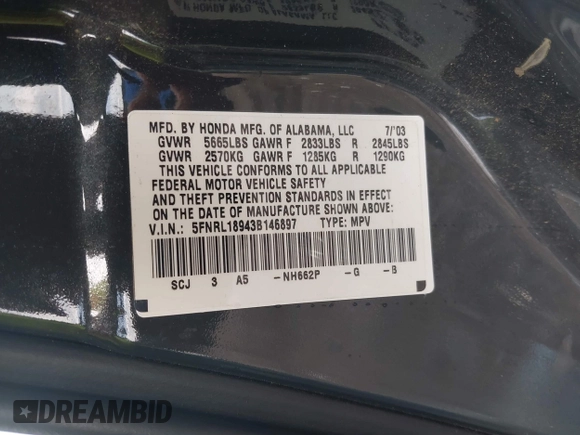 MFD. BY HONDA MFG. OF ALABAMA, LLC 7/'03
GVWR 5665LBS GAWR F 2833LBS R 2845LBS
GVWR 2570KG GAWR F 1285KG R 1290KG
THIS VEHICLE CONFORMS TO ALL APPLICABLE
FEDERAL MOTOR VEHICLE SAFETY
AND THEFT PREVENTION STANDARDS IN EFFECT
ON THE DATE OF MANUFACTURE SHOWN ABOVE:
V.I.N.: 5FNRL18943B146897 TYPE: MPV
SCJ 3 A5 -NH662P -G -B
DREAMBID